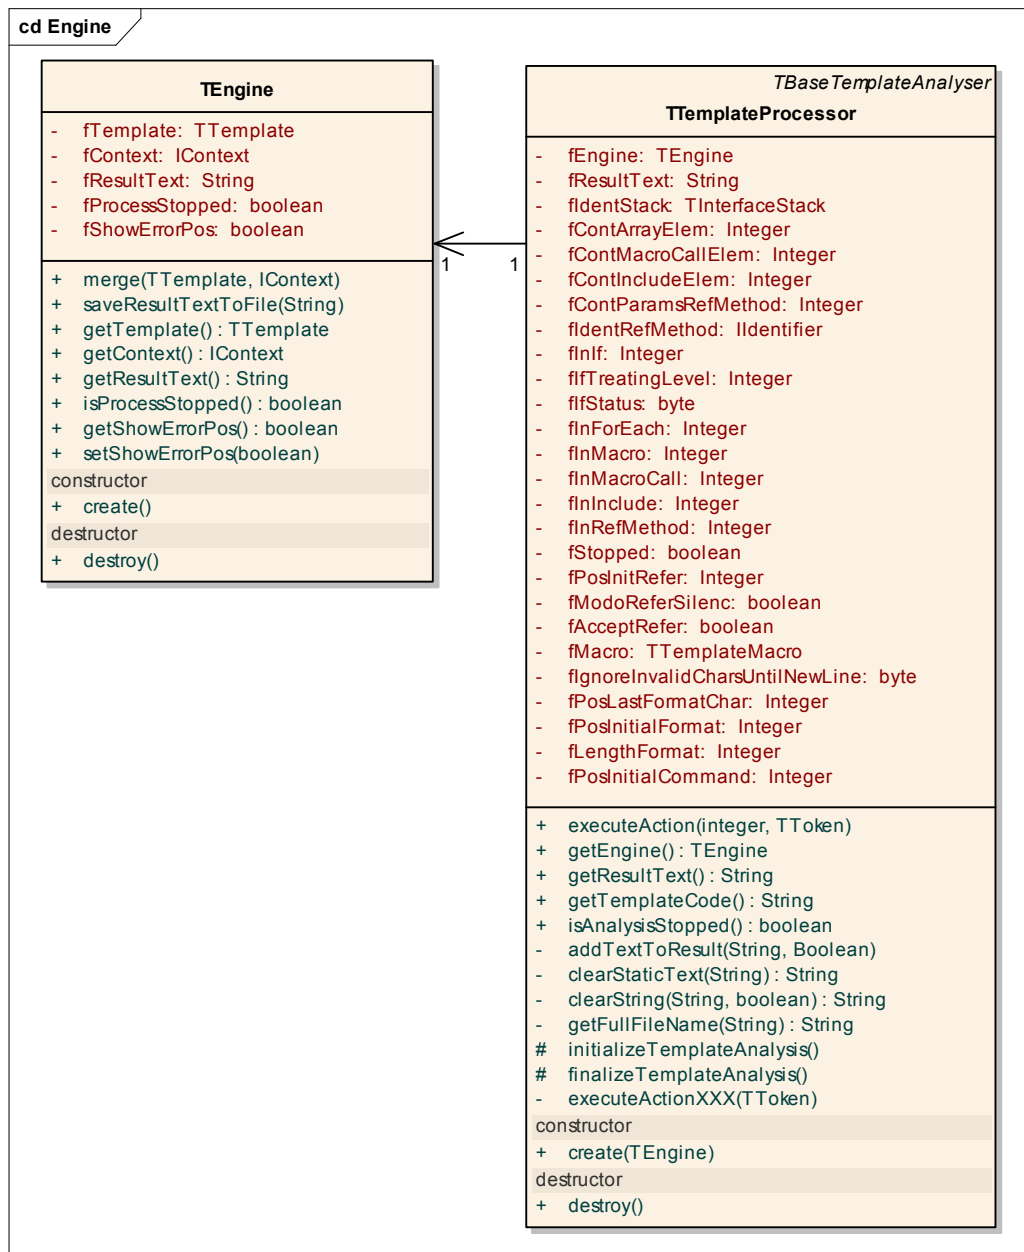 cd Engine
TEngine
- fTemplate: TTemplate
- fContext: IContext
- fResultText: String
- fProcessStopped: boolean
- fShowErrorPos: boolean
+ merge(TTemplate, IContext)
+ saveResultTextToFile(String)
+ getTemplate() : TTemplate
+ getContext() : IContext
+ getResultText() : String
+ isProcessStopped() : boolean
+ getShowErrorPos() : boolean
+ setShowErrorPos(boolean)
constructor
+ create()
destructor
+ destroy()
1
1
TBaseTemplateAnalyser
TTemplateProcessor
- fEngine: TEngine
- fResultText: String
- fIdentStack: TInterfaceStack
- fContArrayElem: Integer
- fContMacroCallElem: Integer
- fContIncludeElem: Integer
- fContParamsRefMethod: Integer
- fIdentRefMethod: IIdentifier
- fInIf: Integer
- fIfTreatingLevel: Integer
- fIfStatus: byte
- fInForEach: Integer
- fInMacro: Integer
- fInMacroCall: Integer
- fInInclude: Integer
- fInRefMethod: Integer
- fStopped: boolean
- fPosInitRefer: Integer
- fModoReferSilenc: boolean
- fAcceptRefer: boolean
- fMacro: TTemplateMacro
- fIgnoreInvalidCharsUntilNewLine: byte
- fPosLastFormatChar: Integer
- fPosInitialFormat: Integer
- fLengthFormat: Integer
- fPosInitialCommand: Integer
+ executeAction(integer, TToken)
+ getEngine() : TEngine
+ getResultText() : String
+ getTemplateCode() : String
+ isAnalysisStopped() : boolean
- addTextToResult(String, Boolean)
- clearStaticText(String) : String
- clearString(String, boolean) : String
- getFullFileName(String) : String
# initializeTemplateAnalysis()
# finalizeTemplateAnalysis()
- executeActionXXX(TToken)
constructor
+ create(TEngine)
destructor
+ destroy()